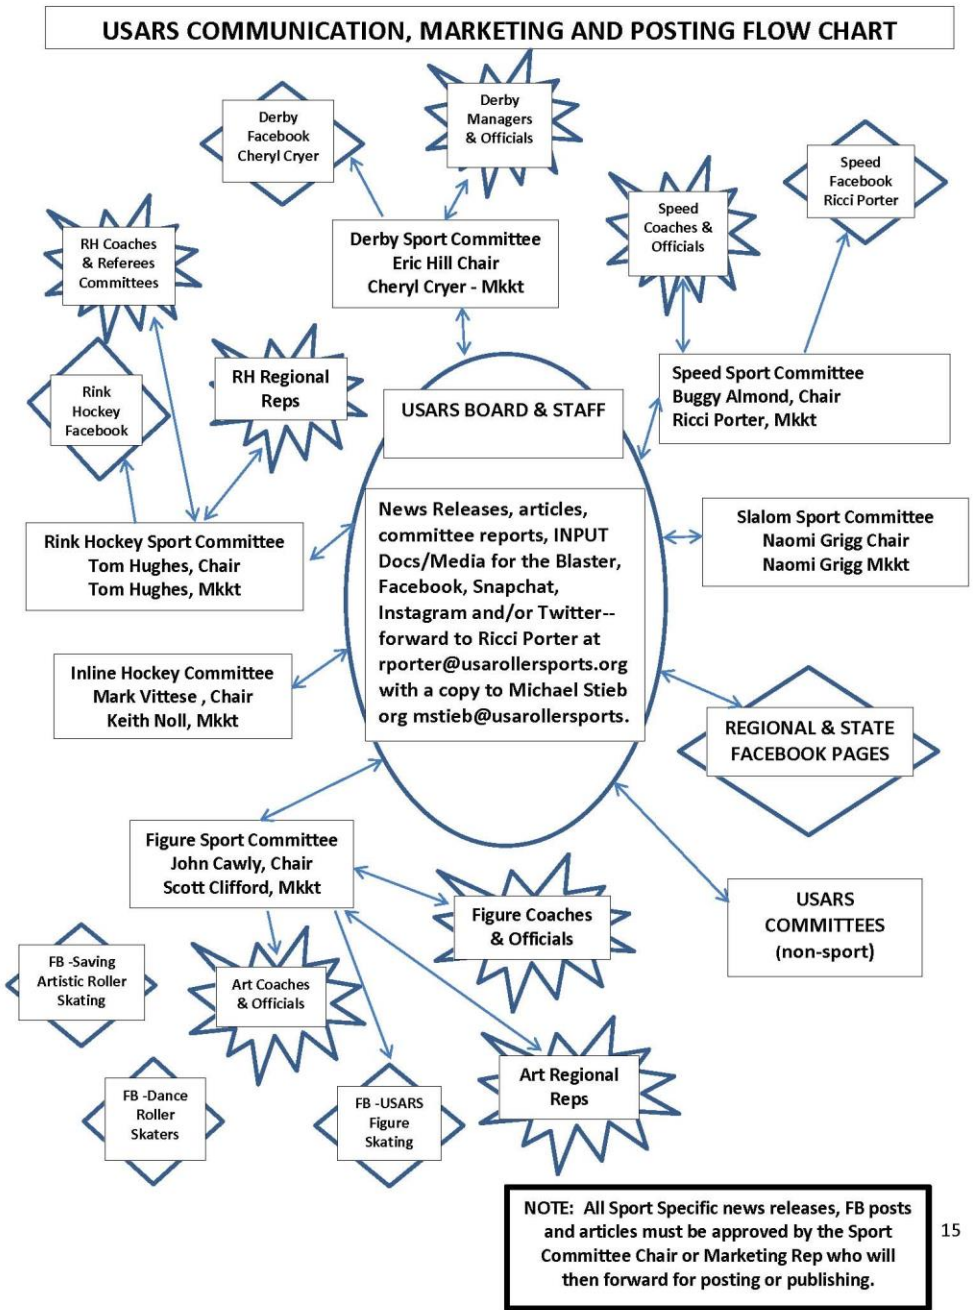 USARS COMMUNICATION, MARKETING AND POSTING FLOW CHART
Derby
Facebook
Cheryl Cryer
Derby
Managers
& Officials
Speed
Facebook
Ricci Porter
Speed
Coaches &
Officials
RH Coaches
& Referees
Committees
Derby Sport Committee
Eric Hill Chair
Cheryl Cryer - Mkkt
Rink
Hockey
Facebook
RH Regional
Reps
USARS BOARD & STAFF
Speed Sport Committee
Buggy Almond, Chair
Ricci Porter, Mkkt
News Releases, articles,
committee reports, INPUT
Docs/Media for the Blaster,
Facebook, Snapchat,
Instagram and/or Twitter--
forward to Ricci Porter at
rporter@usarollersports.org
with a copy to Michael Stieb
org mstieb@usarollersports.
Slalom Sport Committee
Naomi Grigg Chair
Naomi Grigg Mkkt
Rink Hockey Sport Committee
Tom Hughes, Chair
Tom Hughes, Mkkt
Inline Hockey Committee
Mark Vittese , Chair
Keith Noll, Mkkt
REGIONAL & STATE
FACEBOOK PAGES
Figure Sport Committee
John Cawly, Chair
Scott Clifford, Mkkt
Figure Coaches
& Officials
USARS
COMMITTEES
(non-sport)
FB -Saving
Artistic Roller
Skating
Art Coaches
& Officials
FB -Dance
Roller
Skaters
FB -USARS
Figure
Skating
Art Regional
Reps
NOTE:  All Sport Specific news releases, FB posts
and articles must be approved by the Sport
Committee Chair or Marketing Rep who will
then forward for posting or publishing.
15